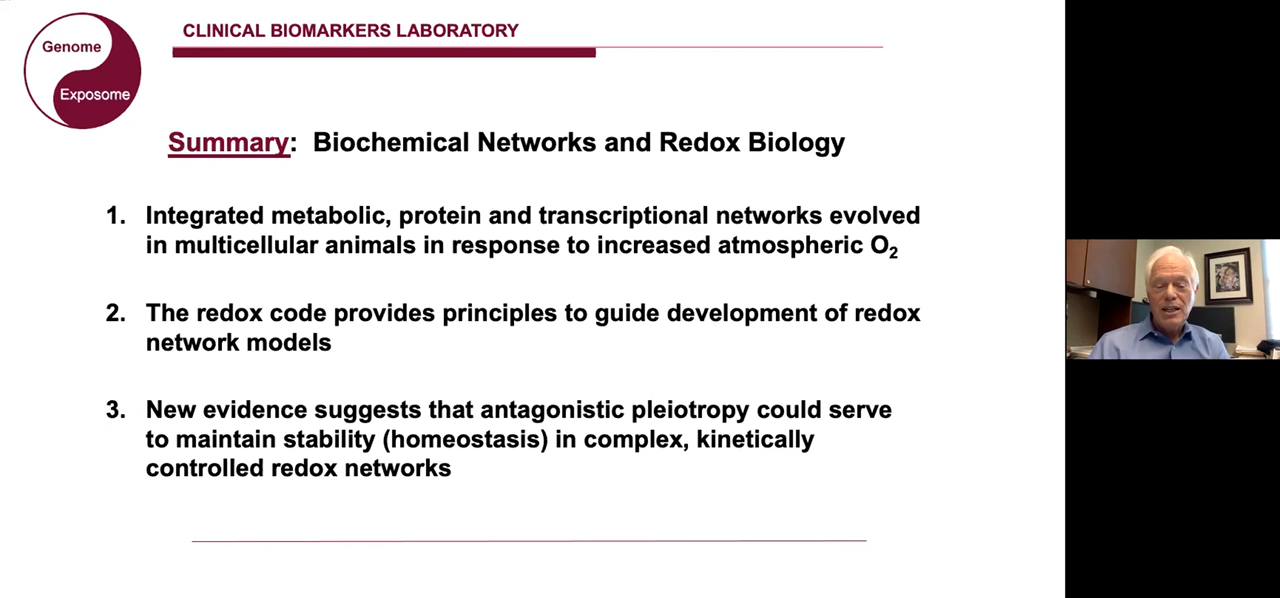 Genome
Exposome
CLINICAL BIOMARKERS LABORATORY
Summary: Biochemical Networks and Redox Biology
1. Integrated metabolic, protein and transcriptional networks evolved
in multicellular animals in response to increased atmospheric O₂
2. The redox code provides principles to guide development of redox
network models
3. New evidence suggests that antagonistic pleiotropy could serve
to maintain stability (homeostasis) in complex, kinetically
controlled redox networks